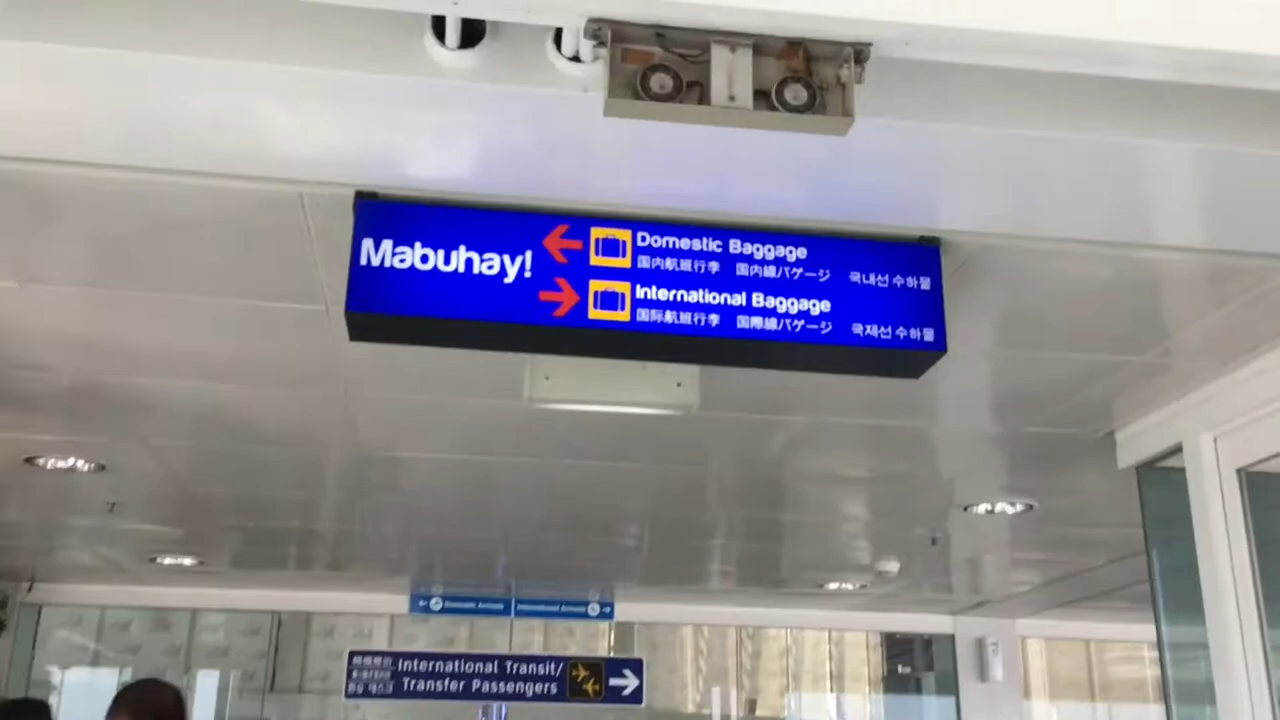 Mabuhay!
Domestic Baggage
国内航班行李 国内線バゲージ 국내선 수하물
International Baggage
国际航班行李 国際線バゲージ 국제선 수하물
Domestic Arrivals
International Arrivals
International Transit/
Transfer Passengers